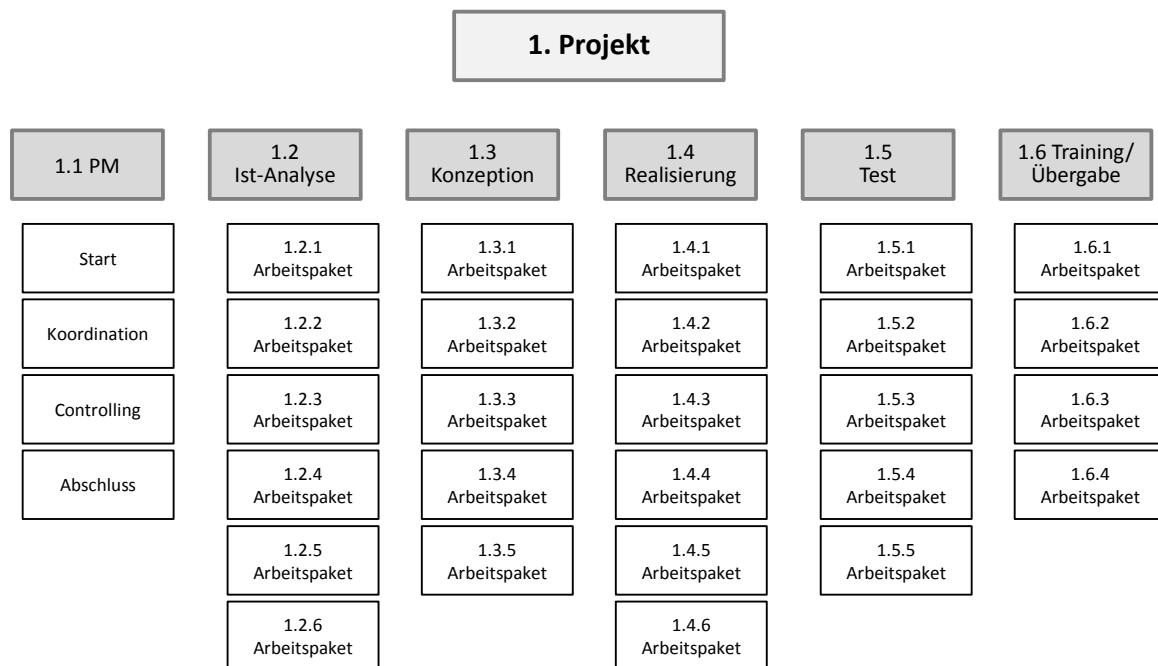 1. Projekt
1.1 PM
1.2
Ist-Analyse
1.3
Konzeption
1.4
Realisierung
1.5
Test
1.6 Training/
Übergabe
Start
1.2.1
Arbeitspaket
1.3.1
Arbeitspaket
1.4.1
Arbeitspaket
1.5.1
Arbeitspaket
1.6.1
Arbeitspaket
Koordination
1.2.2
Arbeitspaket
1.3.2
Arbeitspaket
1.4.2
Arbeitspaket
1.5.2
Arbeitspaket
1.6.2
Arbeitspaket
Controlling
1.2.3
Arbeitspaket
1.3.3
Arbeitspaket
1.4.3
Arbeitspaket
1.5.3
Arbeitspaket
1.6.3
Arbeitspaket
Abschluss
1.2.4
Arbeitspaket
1.3.4
Arbeitspaket
1.4.4
Arbeitspaket
1.5.4
Arbeitspaket
1.6.4
Arbeitspaket
1.2.5
Arbeitspaket
1.3.5
Arbeitspaket
1.4.5
Arbeitspaket
1.5.5
Arbeitspaket
1.2.6
Arbeitspaket
1.4.6
Arbeitspaket